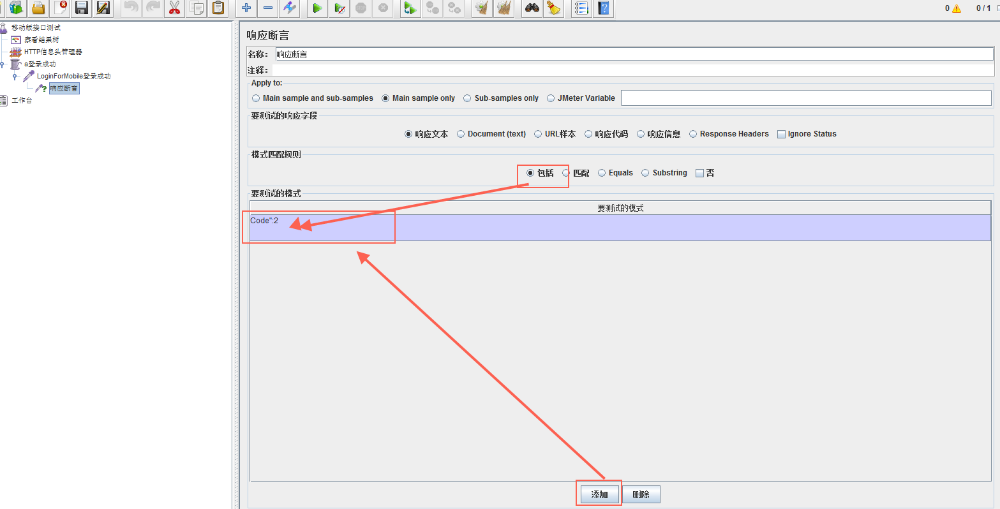 0
0 / 1
移动版接口测试
察看结果树
HTTP信息头管理器
a登录成功
LoginForMobile登录成功
响应断言
工作台
响应断言
名称: 响应断言
注释:
Apply to:
Main sample and sub-samples Main sample only Sub-samples only JMeter Variable
要测试的响应字段
响应文本 Document (text) URL样本 响应代码 响应信息 Response Headers Ignore Status
模式匹配规则
包括 匹配 Equals Substring 否
要测试的模式
要测试的模式
Code":2
添加 删除